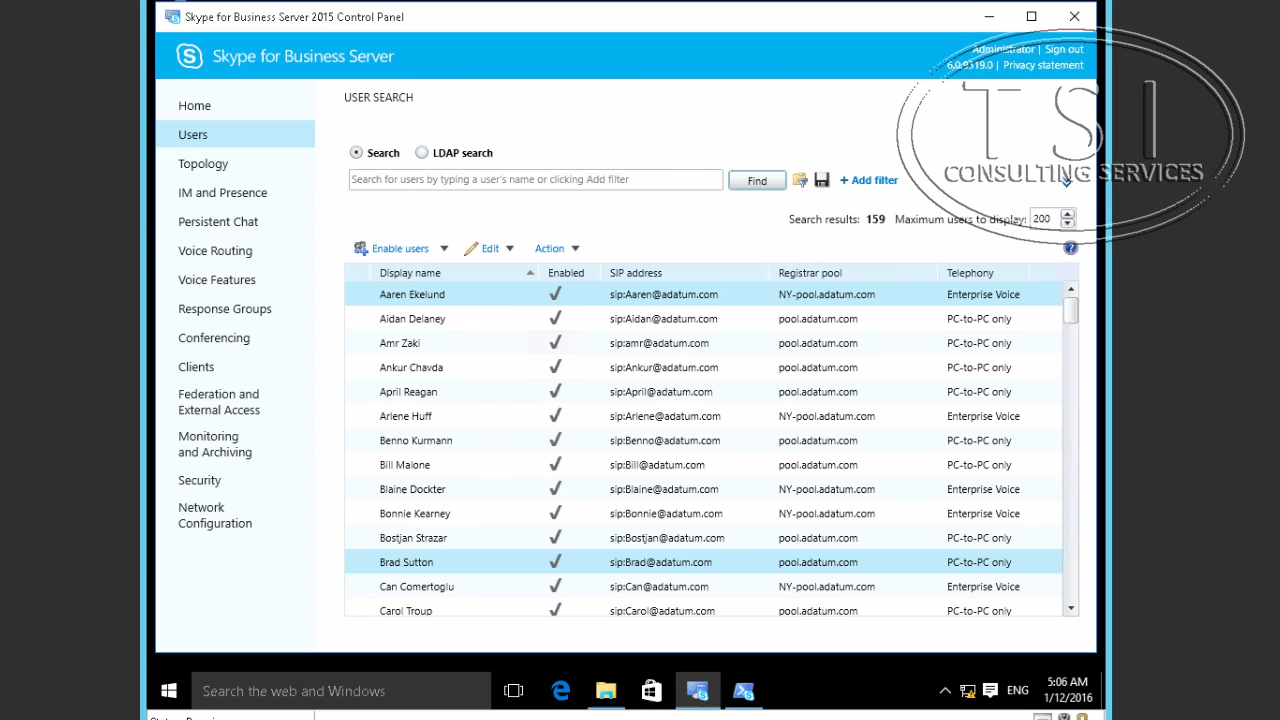 Skype for Business Server 2015 Control Panel
Skype for Business Server
Administrator | Sign out
6.0.9319.0 | Privacy statement
TSI
CONSULTING SERVICES
Home
Users
Topology
IM and Presence
Persistent Chat
Voice Routing
Voice Features
Response Groups
Conferencing
Clients
Federation and
External Access
Monitoring
and Archiving
Security
Network
Configuration
USER SEARCH
Search LDAP search
Search for users by typing a user's name or clicking Add filter Find + Add filter
Search results: 159 Maximum users to display: 200
Enable users Edit Action
Display name Enabled SIP address Registrar pool Telephony
Aaren Ekelund sip:Aaren@adatum.com NY-pool.adatum.com Enterprise Voice
Aidan Delaney sip:Aidan@adatum.com pool.adatum.com PC-to-PC only
Amr Zaki sip:amr@adatum.com pool.adatum.com PC-to-PC only
Ankur Chavda sip:Ankur@adatum.com pool.adatum.com PC-to-PC only
April Reagan sip:April@adatum.com pool.adatum.com PC-to-PC only
Arlene Huff sip:Arlene@adatum.com NY-pool.adatum.com Enterprise Voice
Benno Kurmann sip:Benno@adatum.com pool.adatum.com PC-to-PC only
Bill Malone sip:Bill@adatum.com pool.adatum.com PC-to-PC only
Blaine Dockter sip:Blaine@adatum.com NY-pool.adatum.com Enterprise Voice
Bonnie Kearney sip:Bonnie@adatum.com NY-pool.adatum.com Enterprise Voice
Bostjan Strazar sip:Bostjan@adatum.com pool.adatum.com PC-to-PC only
Brad Sutton sip:Brad@adatum.com pool.adatum.com PC-to-PC only
Can Comertoglu sip:Can@adatum.com NY-pool.adatum.com Enterprise Voice
Carol Troup sip:Carol@adatum.com pool.adatum.com PC-to-PC only
Search the web and Windows
ENG
5:06 AM
1/12/2016